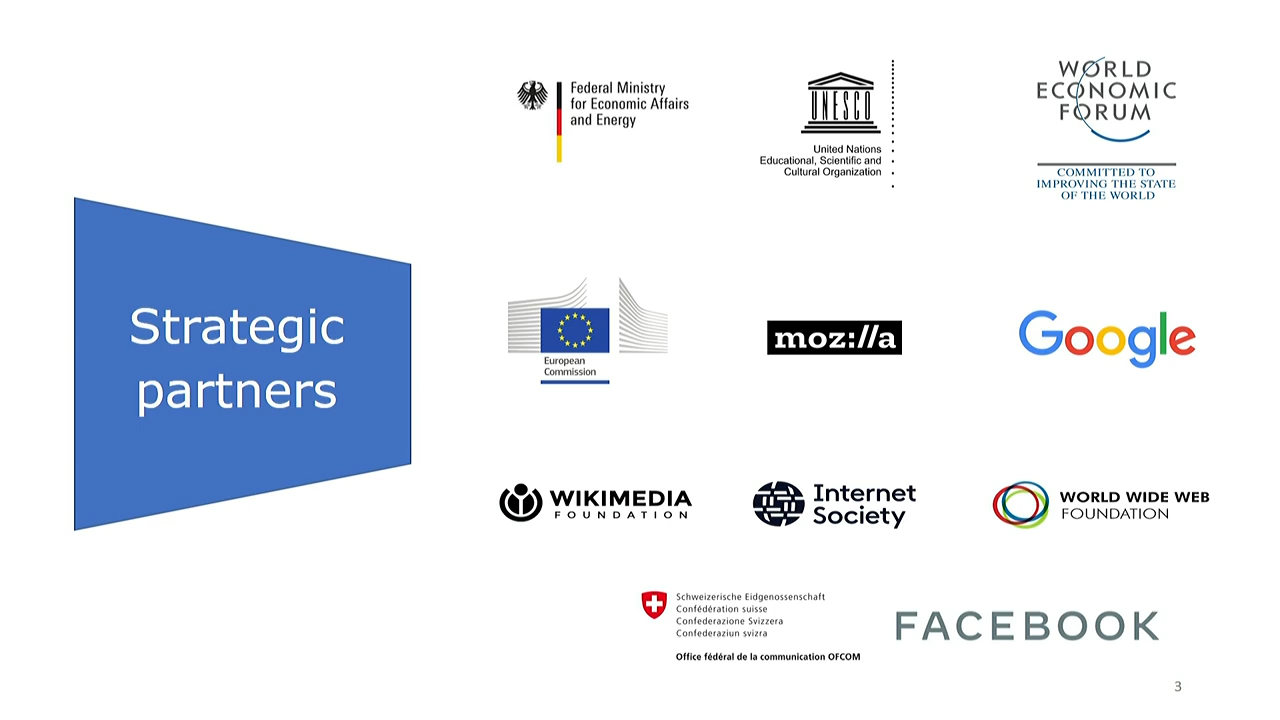 Strategic
partners
Federal Ministry
for Economic Affairs
and Energy
UNESCO
United Nations
Educational, Scientific and
Cultural Organization
WORLD
ECONOMIC
FORUM
COMMITTED TO
IMPROVING THE STATE
OF THE WORLD
European
Commission
moz://a
Google
WIKIMEDIA
FOUNDATION
Internet
Society
WORLD WIDE WEB
FOUNDATION
Schweizerische Eidgenossenschaft
Confédération suisse
Confederazione Svizzera
Confederaziun svizra
Office fédéral de la communication OFCOM
FACEBOOK
3